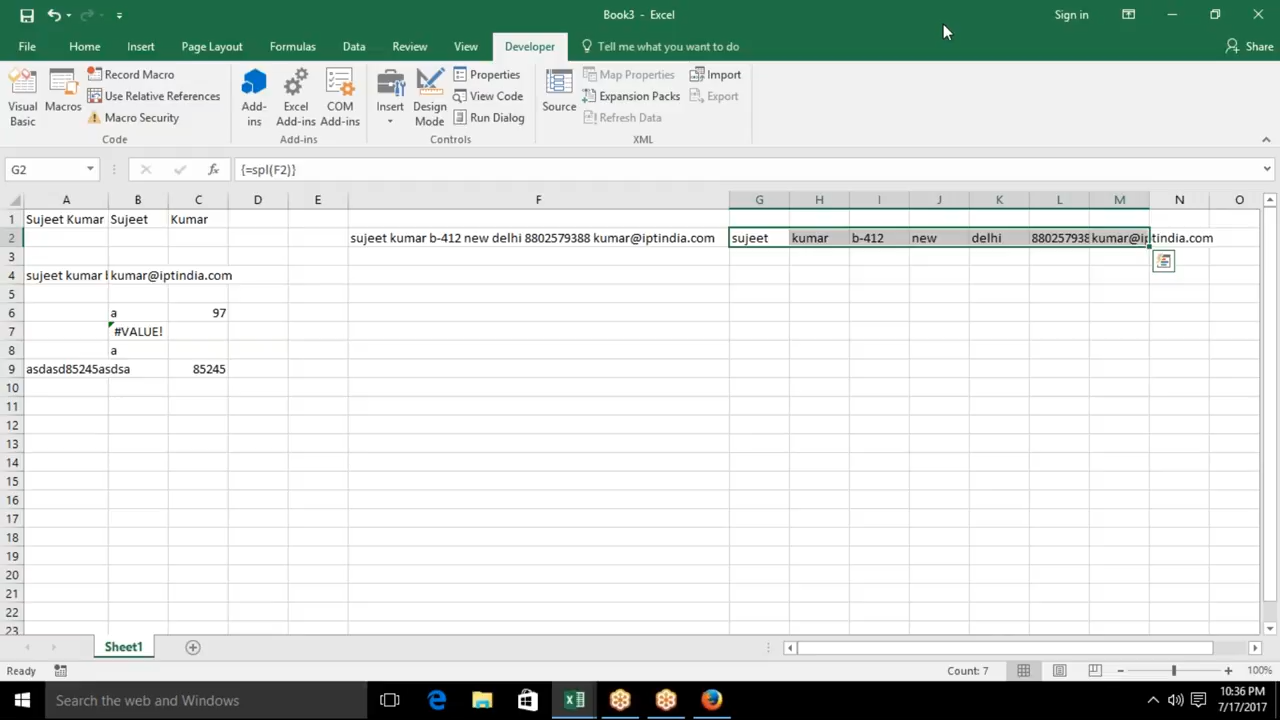 Book3 - Excel
Sign in
File Home Insert Page Layout Formulas Data Review View Developer Tell me what you want to do Share
Visual Basic
Macros
Record Macro
Use Relative References
Macro Security
Code
Add-ins
Excel Add-ins
COM Add-ins
Add-ins
Insert
Design Mode
Properties
View Code
Run Dialog
Controls
Source
Map Properties
Expansion Packs
Refresh Data
Import
Export
XML
G2 fx {=spl(F2)}
A B C D E F G H I J K L M N O
1 Sujeet Kumar Sujeet Kumar
2 sujeet kumar b-412 new delhi 8802579388 kumar@iptindia.com sujeet kumar b-412 new delhi 880257938 kumar@iptindia.com
3
4 sujeet kumar kumar@iptindia.com
5
6 a 97
7 #VALUE!
8 a
9 asdasd85245asdsa 85245
10
11
12
13
14
15
16
17
18
19
20
21
22
23
Sheet1
Ready Count: 7 100%
Search the web and Windows
10:36 PM
7/17/2017